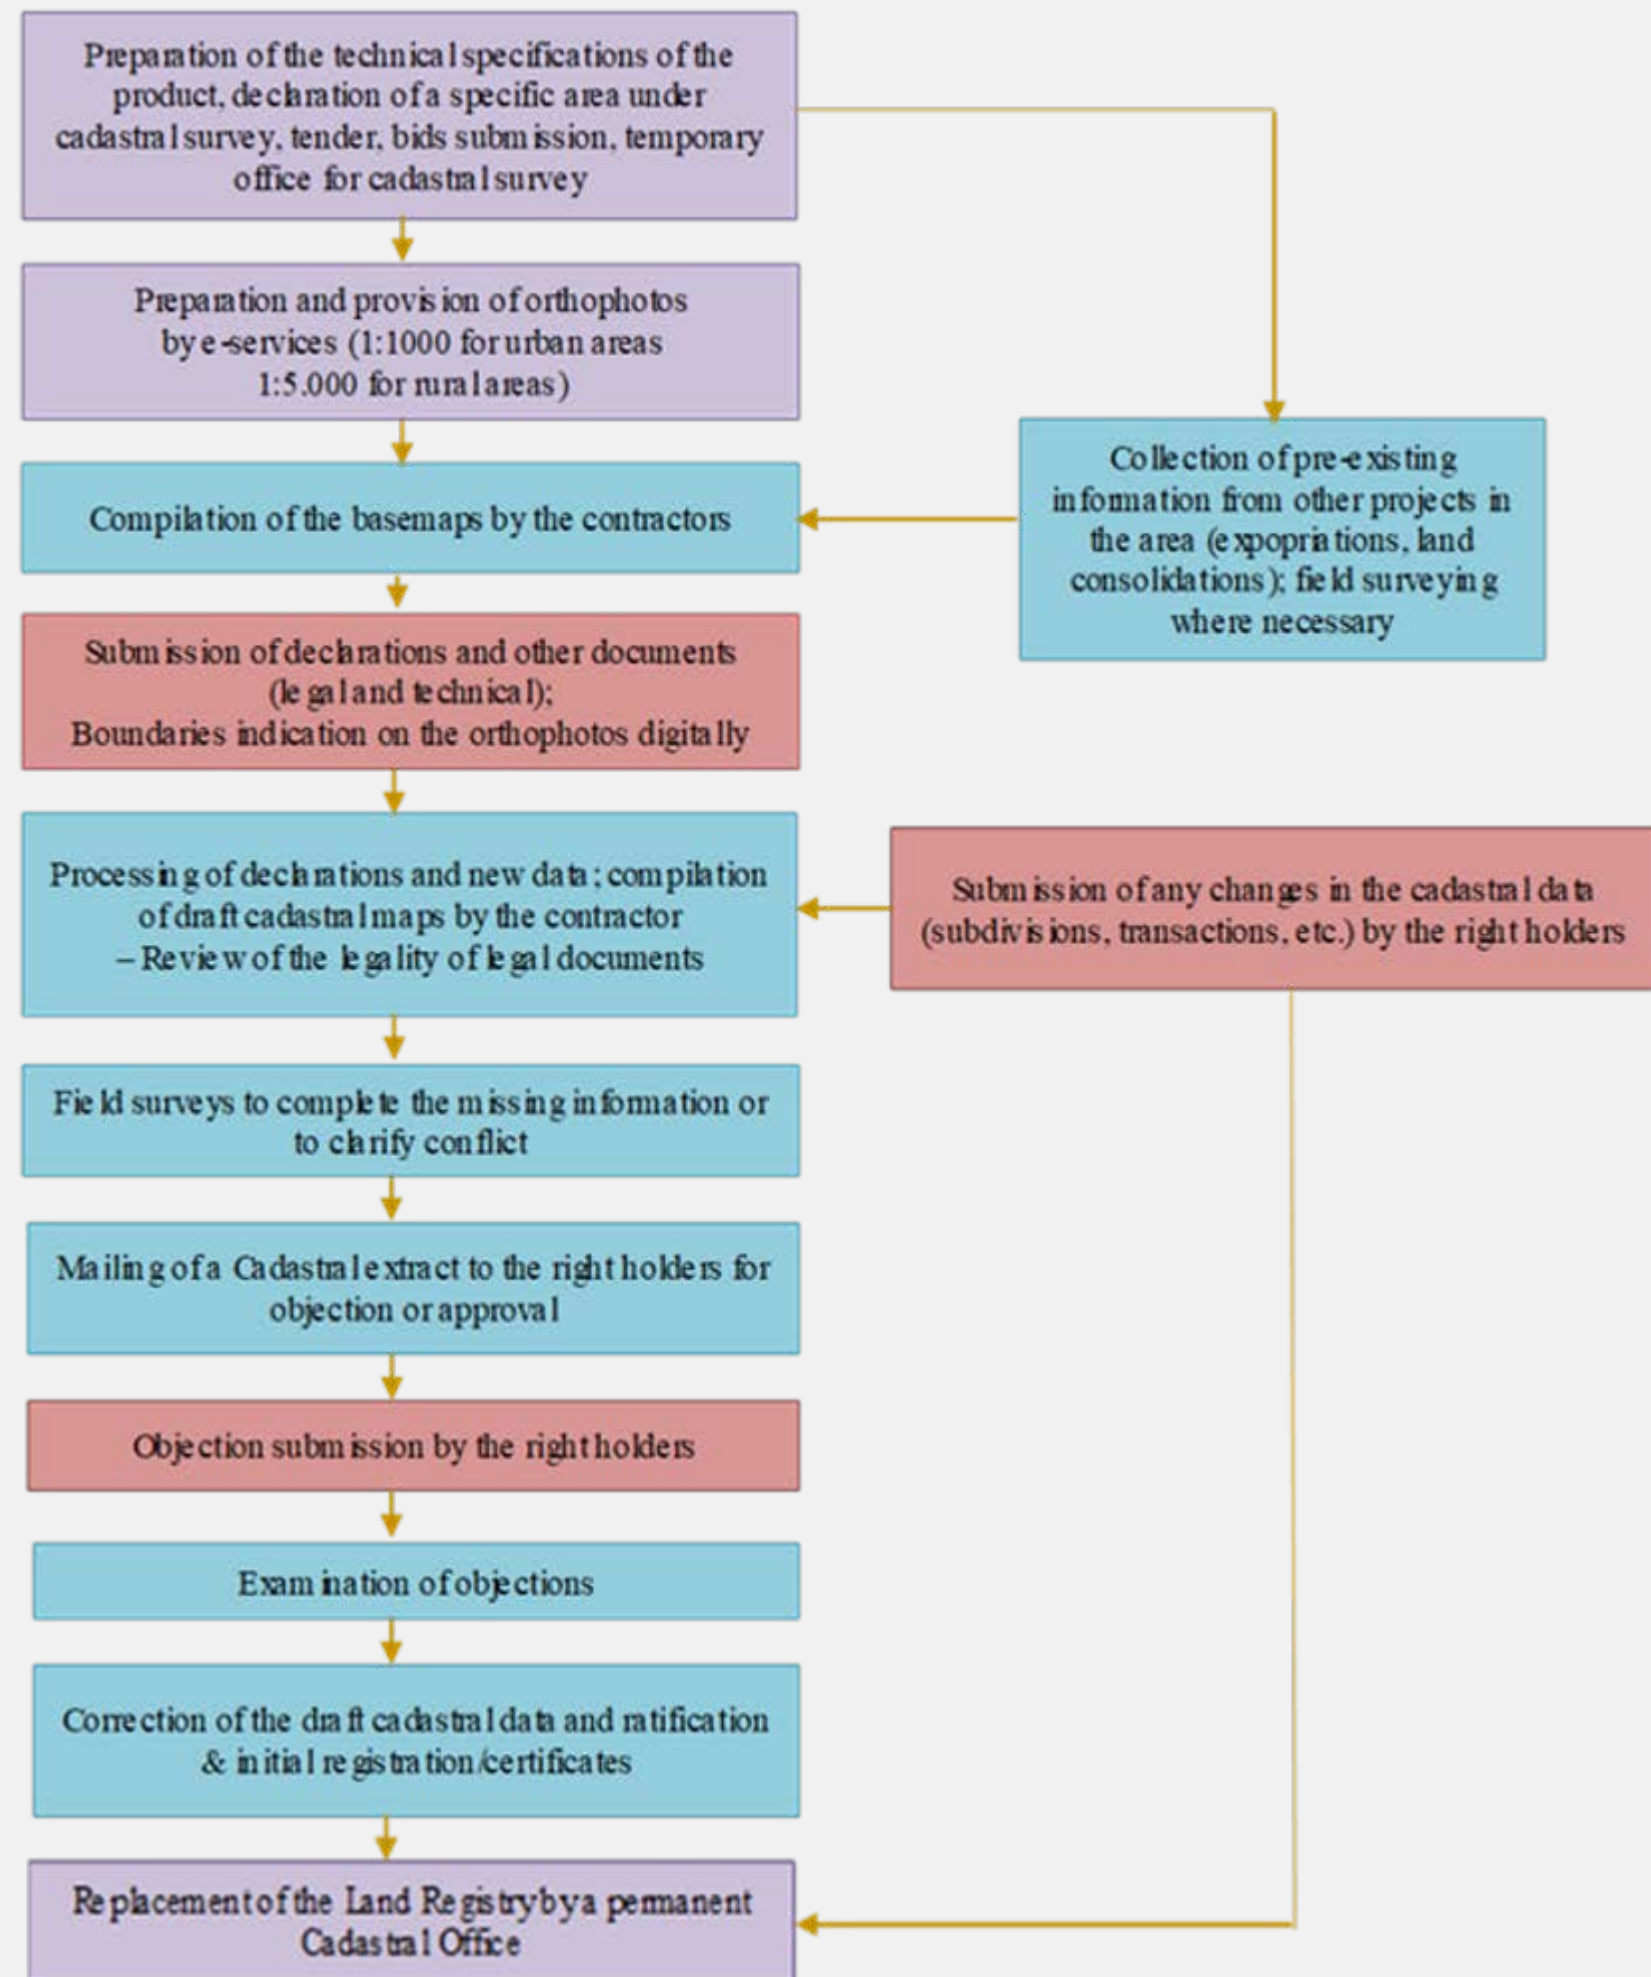 Preparation of the technical specifications of the
product, declaration of a specific area under
cadastral survey, tender, bids submission, temporary
office for cadastral survey
Preparation and provision of orthophotos
by e-services (1:1000 for urban areas
1:5.000 for rural areas)
Compilation of the basemaps by the contractors
Collection of pre-existing
information from other projects in
the area (expopriations, land
consolidations); field surveying
where necessary
Submission of declarations and other documents
(legal and technical);
Boundaries indication on the orthophotos digitally
Processing of declarations and new data; compilation
of draft cadastral maps by the contractor
– Review of the legality of legal documents
Submission of any changes in the cadastral data
(subdivisions, transactions, etc.) by the right holders
Field surveys to complete the missing information or
to clarify conflict
Mailing of a Cadastral extract to the right holders for
objection or approval
Objection submission by the right holders
Examination of objections
Correction of the draft cadastral data and ratification
& initial registration/certificates
Replacement of the Land Registry by a permanent
Cadastral Office